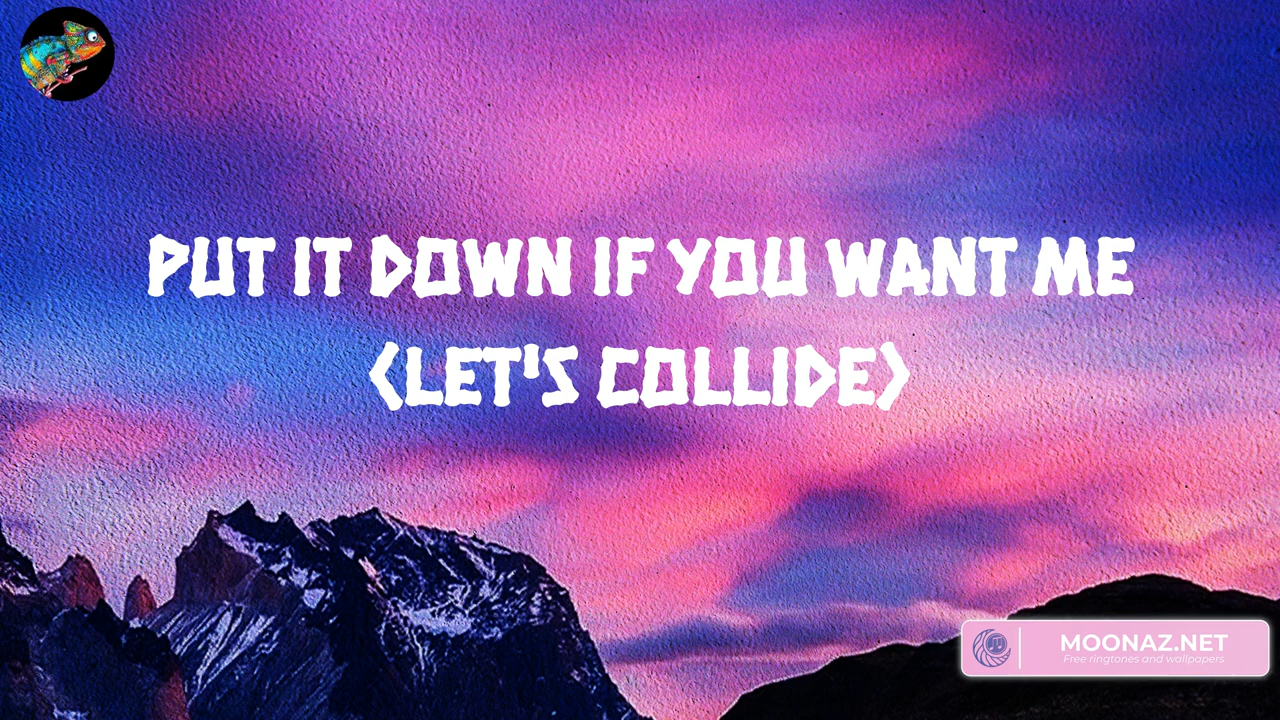 PUT IT DOWN IF YOU WANT ME
(LET'S COLLIDE)
MOONAZ.NET
Free ringtones and wallpapers